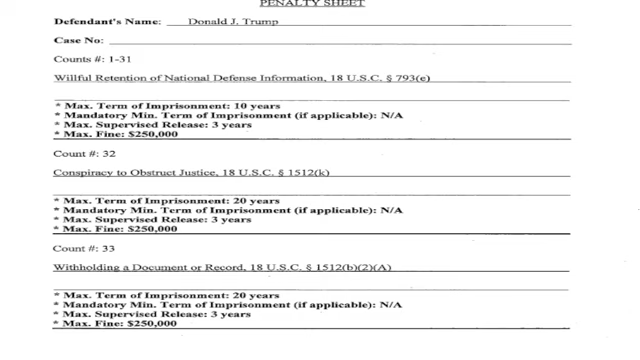 PENALTY SHEET
Defendant's Name: Donald J. Trump
Case No:
Counts #: 1-31
Willful Retention of National Defense Information, 18 U.S.C. § 793(e)
* Max. Term of Imprisonment: 10 years
* Mandatory Min. Term of Imprisonment (if applicable): N/A
* Max. Supervised Release: 3 years
* Max. Fine: $250,000
Count #: 32
Conspiracy to Obstruct Justice, 18 U.S.C. § 1512(k)
* Max. Term of Imprisonment: 20 years
* Mandatory Min. Term of Imprisonment (if applicable): N/A
* Max. Supervised Release: 3 years
* Max. Fine: $250,000
Count #: 33
Withholding a Document or Record, 18 U.S.C. § 1512(b)(2)(A)
* Max. Term of Imprisonment: 20 years
* Mandatory Min. Term of Imprisonment (if applicable): N/A
* Max. Supervised Release: 3 years
* Max. Fine: $250,000